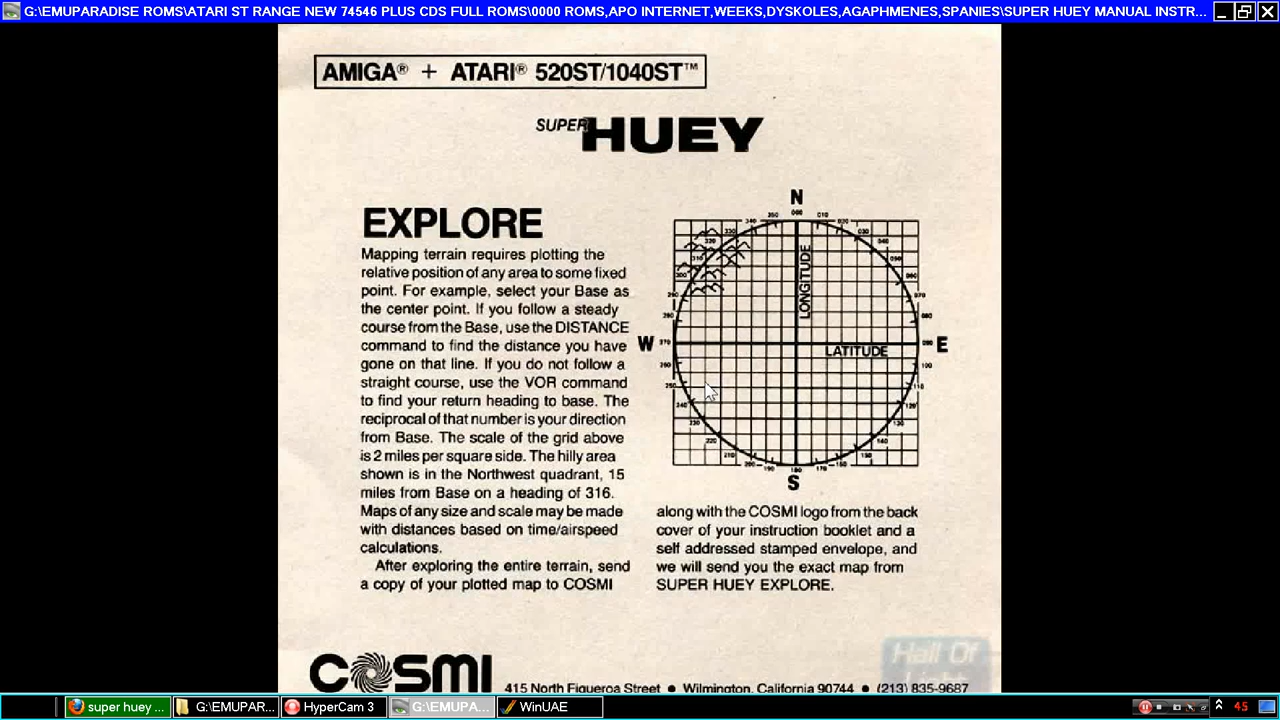 G:\EMUPARADISE ROMS\ATARI ST RANGE NEW 74546 PLUS CDS FULL ROMS\0000 ROMS,APO INTERNET,WEEKS,DYSKOLES,AGAPHMENES,SPANIES\SUPER HUEY MANUAL INSTR...
AMIGA® + ATARI® 520ST/1040ST™
SUPER HUEY
EXPLORE
Mapping terrain requires plotting the
relative position of any area to some fixed
point. For example, select your Base as
the center point. If you follow a steady
course from the Base, use the DISTANCE
command to find the distance you have
gone on that line. If you do not follow a
straight course, use the VOR command
to find your return heading to base. The
reciprocal of that number is your direction
from Base. The scale of the grid above
is 2 miles per square side. The hilly area
shown is in the Northwest quadrant, 15
miles from Base on a heading of 316.
Maps of any size and scale may be made
with distances based on time/airspeed
calculations.
After exploring the entire terrain, send
a copy of your plotted map to COSMI
N
LONGITUDE
W
LATITUDE
E
S
along with the COSMI logo from the back
cover of your instruction booklet and a
self addressed stamped envelope, and
we will send you the exact map from
SUPER HUEY EXPLORE.
Hall Of
Light
COSMI
415 North Figueroa Street ● Wilmington, California 90744 ● (213) 835-9687
super huey ...
G:\EMUPAR...
HyperCam 3
G:\EMUPA...
WinUAE
45